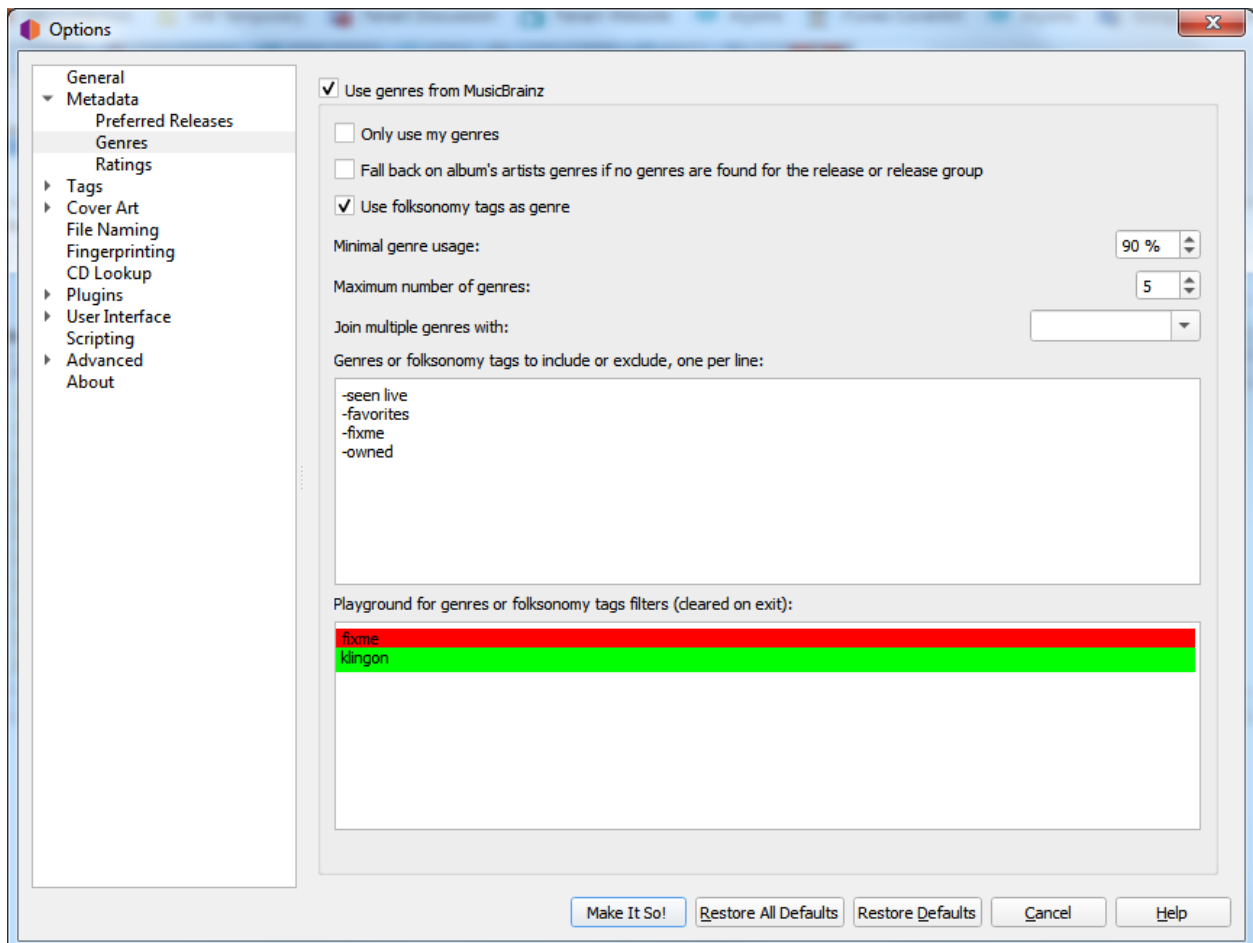 Options
General
Metadata
Preferred Releases
Genres
Ratings
Tags
Cover Art
File Naming
Fingerprinting
CD Lookup
Plugins
User Interface
Scripting
Advanced
About
Use genres from MusicBrainz
Only use my genres
Fall back on album's artists genres if no genres are found for the release or release group
Use folksonomy tags as genre
Minimal genre usage:
90 %
Maximum number of genres:
5
Join multiple genres with:
Genres or folksonomy tags to include or exclude, one per line:
-seen live
-favorites
-fixme
-owned
Playground for genres or folksonomy tags filters (cleared on exit):
fixme
klingon
Make It So!
Restore All Defaults
Restore Defaults
Cancel
Help